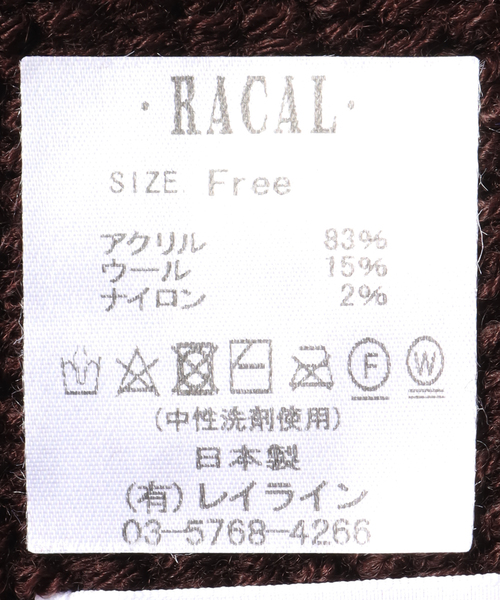 · RACAL ·
SIZE Free
アクリル 83%
ウール 15%
ナイロン 2%
F W
(中性洗剤使用)
日本製
(有)レイライン
03-5768-4266